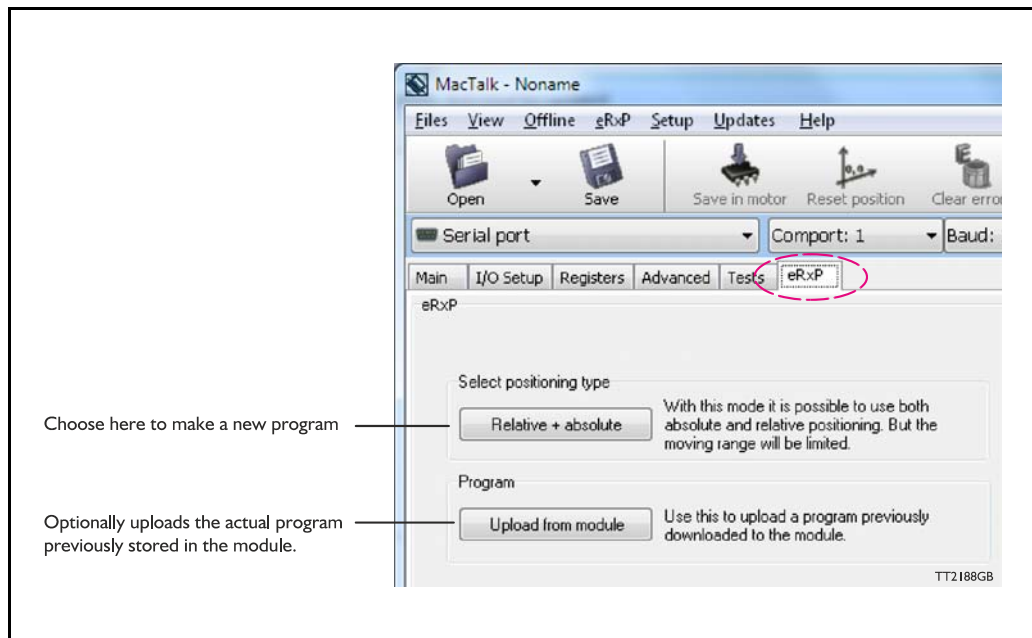 MacTalk - Noname
Files View Offline eRxP Setup Updates Help
Open Save Save in motor Reset position Clear erro
Serial port Comport: 1 Baud:
Main I/O Setup Registers Advanced Tests eRxP
eRxP
Select positioning type
Choose here to make a new program
Relative + absolute
With this mode it is possible to use both
absolute and relative positioning. But the
moving range will be limited.
Program
Optionally uploads the actual program
previously stored in the module.
Upload from module
Use this to upload a program previously
downloaded to the module.
TT2188GB